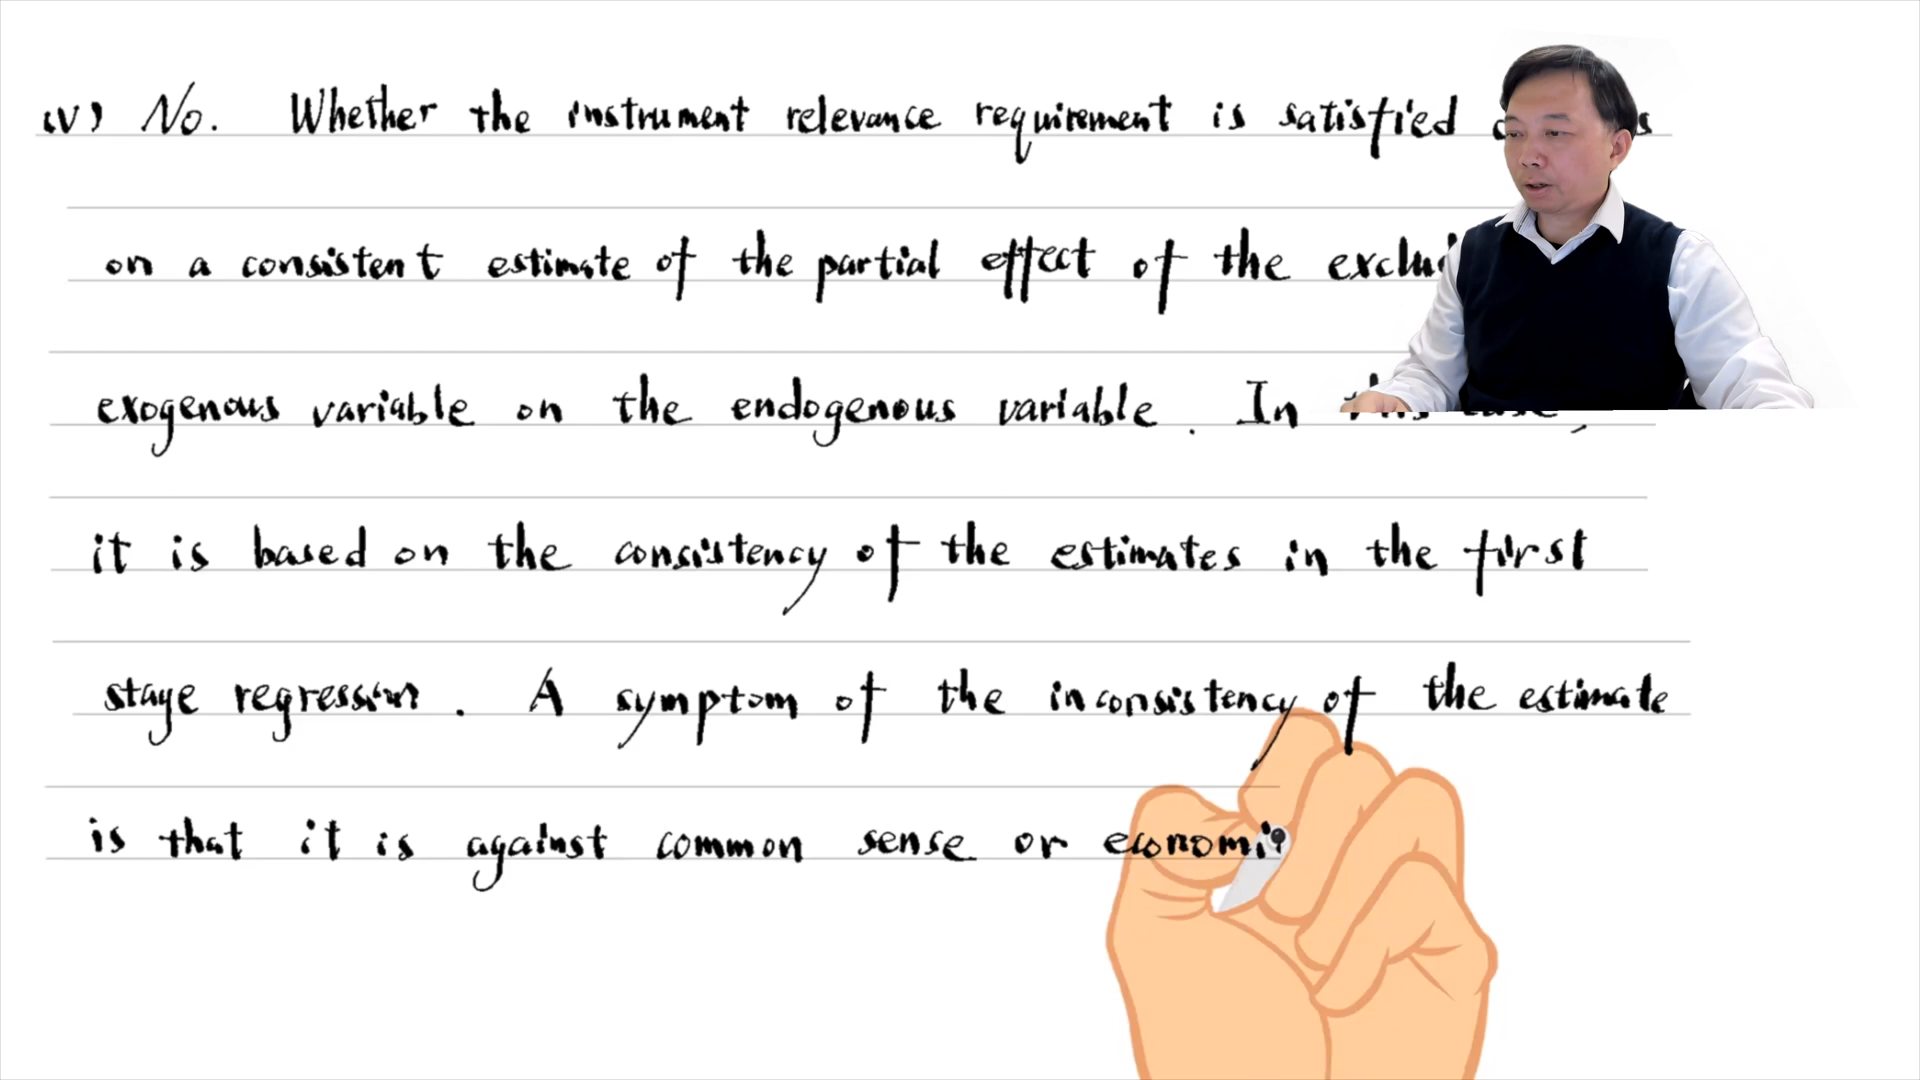 (V) No. Whether the instrument relevance requirement is satisfied
on a consistent estimate of the partial effect of the
exogenous variable on the endogenous variable. In
it is based on the consistency of the estimates in the first
stage regression. A symptom of the inconsistency of the estimate
is that it is against common sense or economi